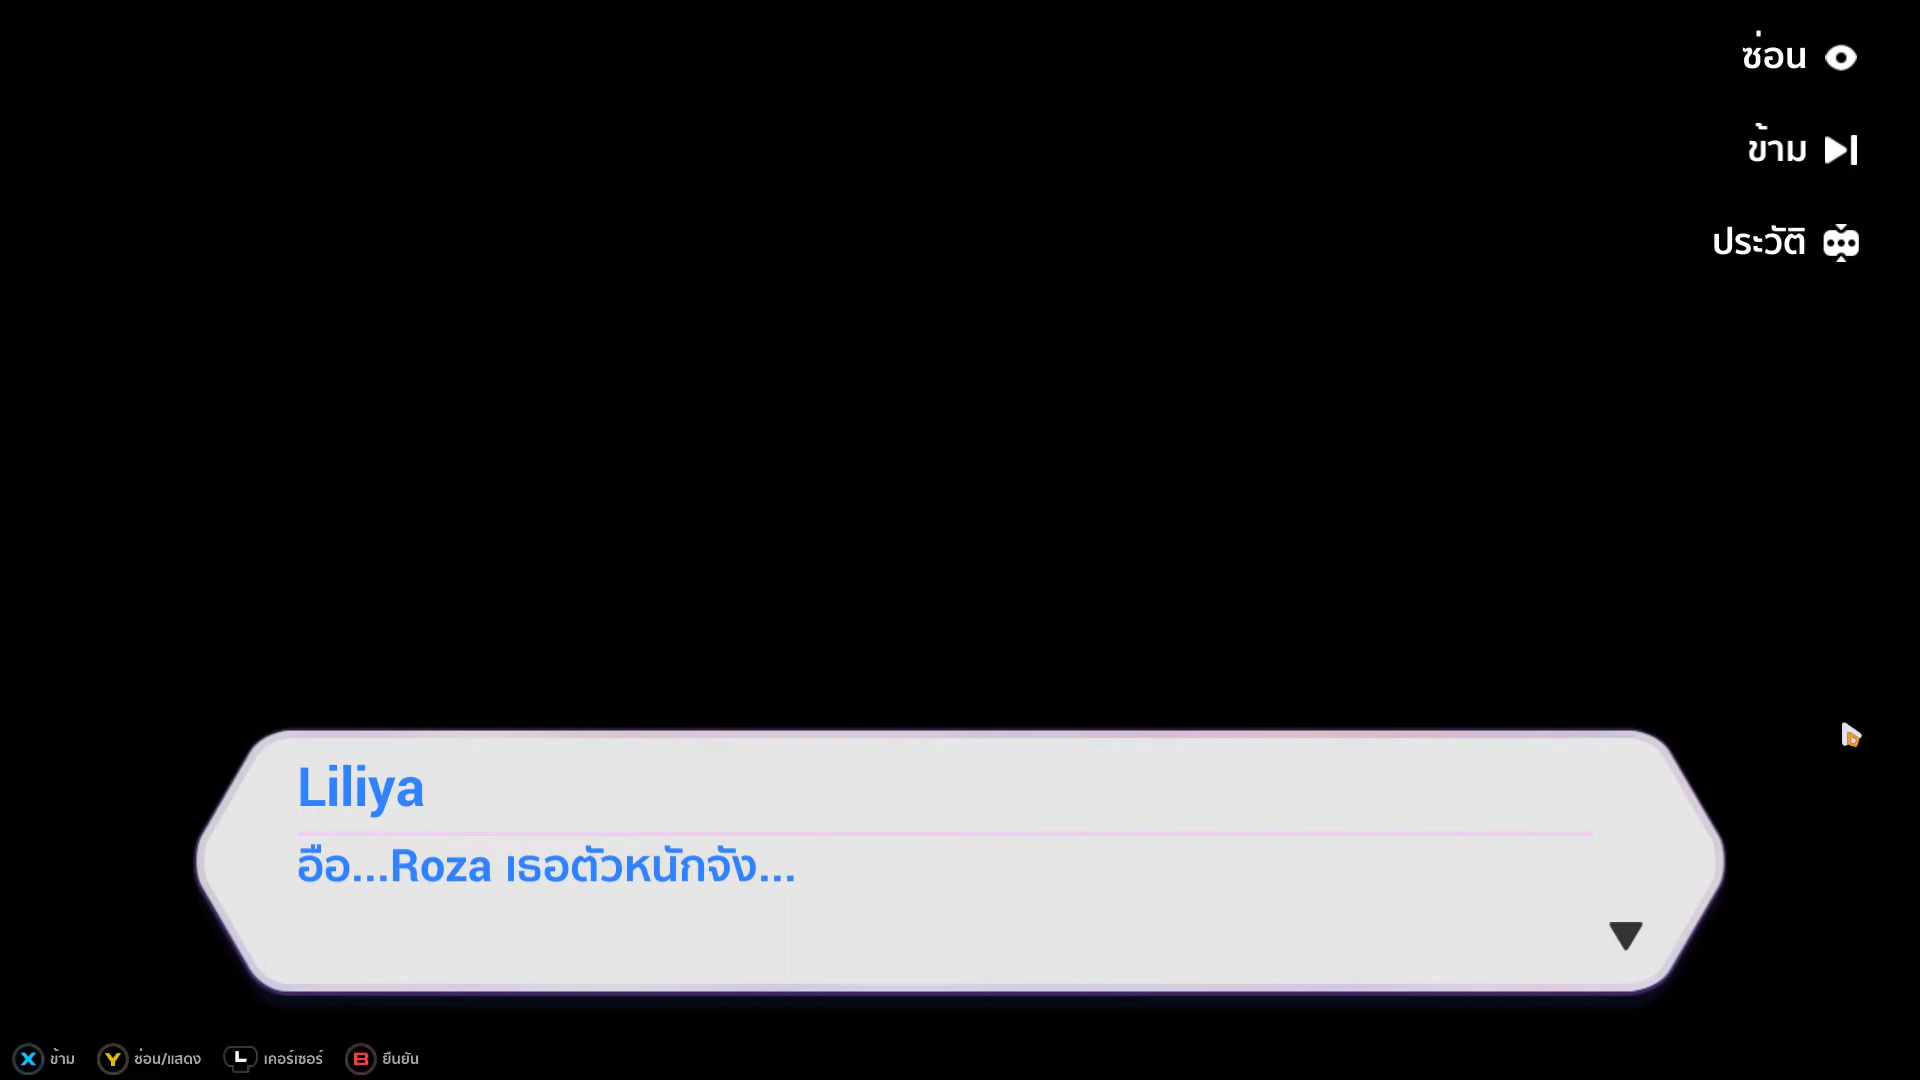 ซ่อน
ข้าม
ประวัติ
Liliya
อือ...Roza เธอตัวหนักจัง...
X ข้าม Y ซ่อน/แสดง L เคอร์เซอร์ B ยืนยัน